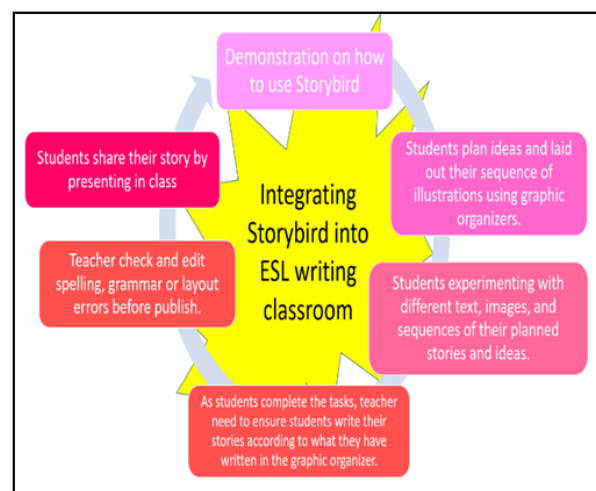 Demonstration on how
to use Storybird
Students plan ideas and laid
out their sequence of
illustrations using graphic
organizers.
Students experimenting with
different text, images, and
sequences of their planned
stories and ideas.
As students complete the tasks, teacher
need to ensure students write their
stories according to what they have
written in the graphic organizer.
Teacher check and edit
spelling, grammar or layout
errors before publish.
Students share their story by
presenting in class
Integrating
Storybird into
ESL writing
classroom